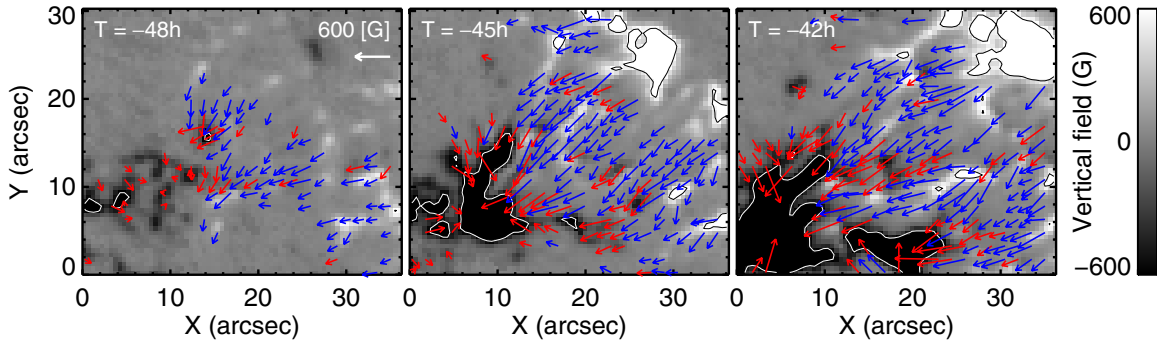 T = −48h
600 [G]
T = −45h
T = −42h
Y (arcsec)
30
20
10
0
0 10 20 30
0 10 20 30
0 10 20 30
X (arcsec)
X (arcsec)
X (arcsec)
600
0
−600
Vertical field (G)